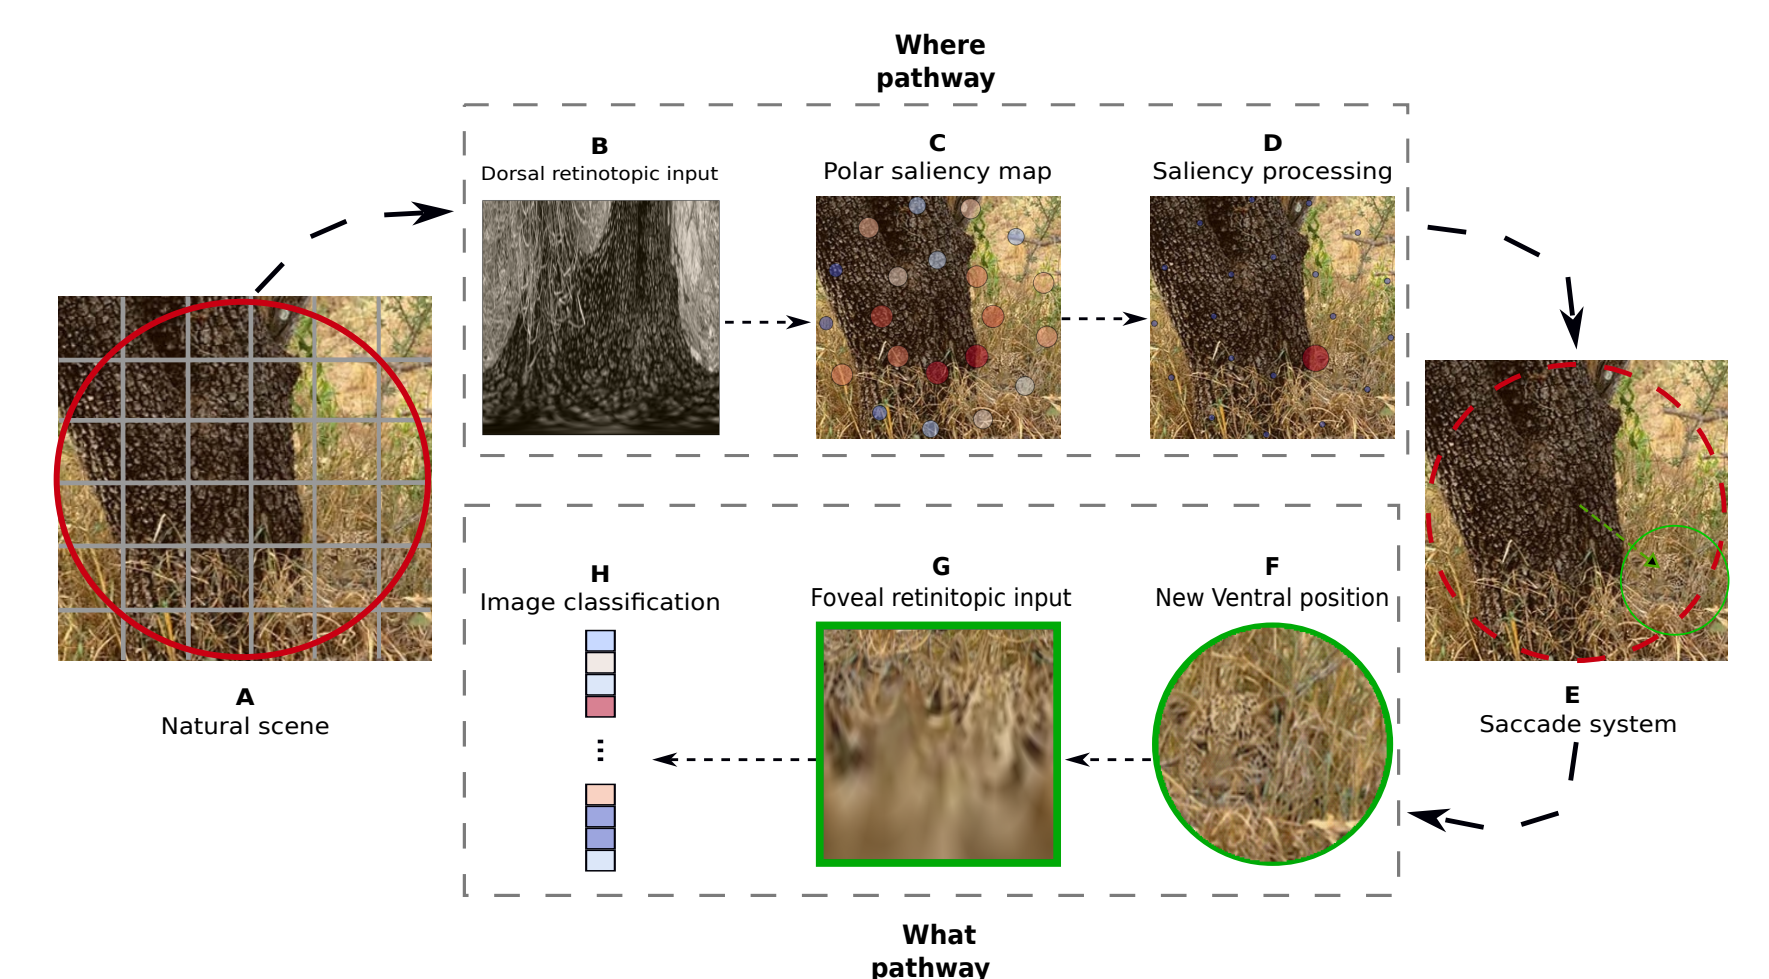 Where
pathway
B
Dorsal retinotopic input
C
Polar saliency map
D
Saliency processing
A
Natural scene
E
Saccade system
F
New Ventral position
G
Foveal retinitopic input
H
Image classification
...
What
pathway